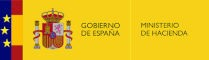 GOBIERNO
DE ESPAÑA
MINISTERIO
DE HACIENDA